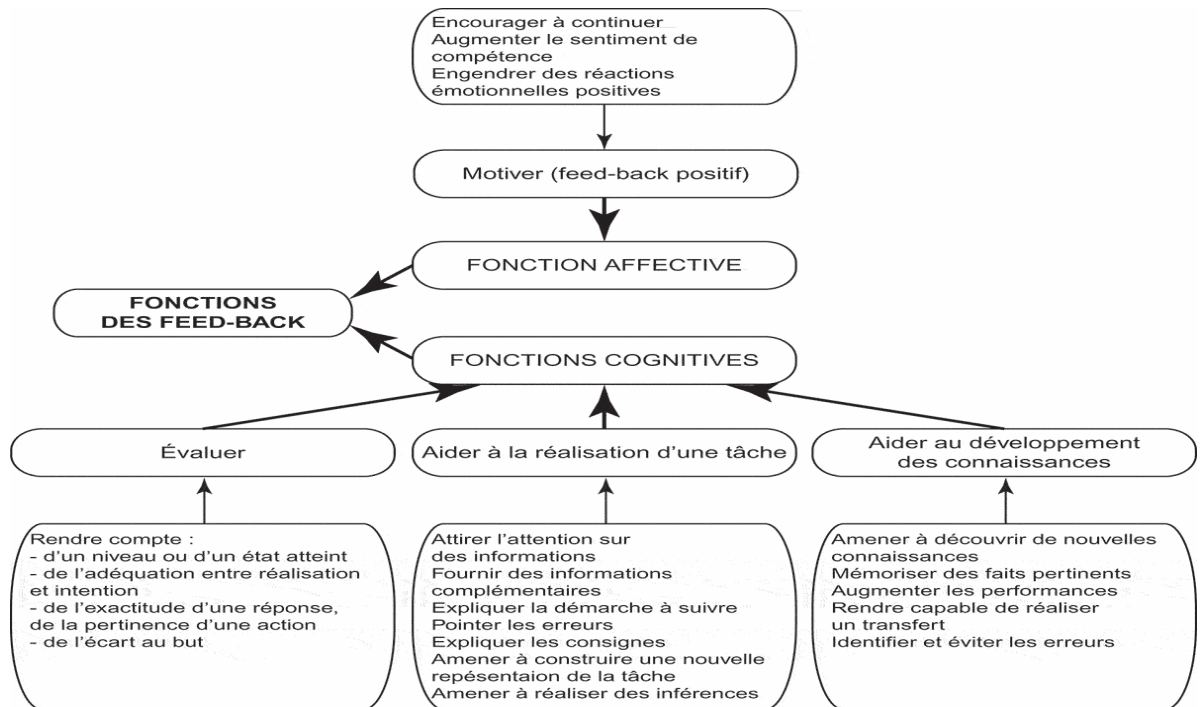 Encourager à continuer
Augmenter le sentiment de
compétence
Engendrer des réactions
émotionnelles positives
Motiver (feed-back positif)
FONCTION AFFECTIVE
FONCTIONS
DES FEED-BACK
FONCTIONS COGNITIVES
Évaluer
Aider à la réalisation d'une tâche
Aider au développement
des connaissances
Rendre compte :
- d'un niveau ou d'un état atteint
- de l'adéquation entre réalisation
et intention
- de l'exactitude d'une réponse,
de la pertinence d'une action
- de l'écart au but
Attirer l'attention sur
des informations
Fournir des informations
complémentaires
Expliquer la démarche à suivre
Pointer les erreurs
Expliquer les consignes
Amener à construire une nouvelle
repésentaion de la tâche
Amener à réaliser des inférences
Amener à découvrir de nouvelles
connaissances
Mémoriser des faits pertinents
Augmenter les performances
Rendre capable de réaliser
un transfert
Identifier et éviter les erreurs